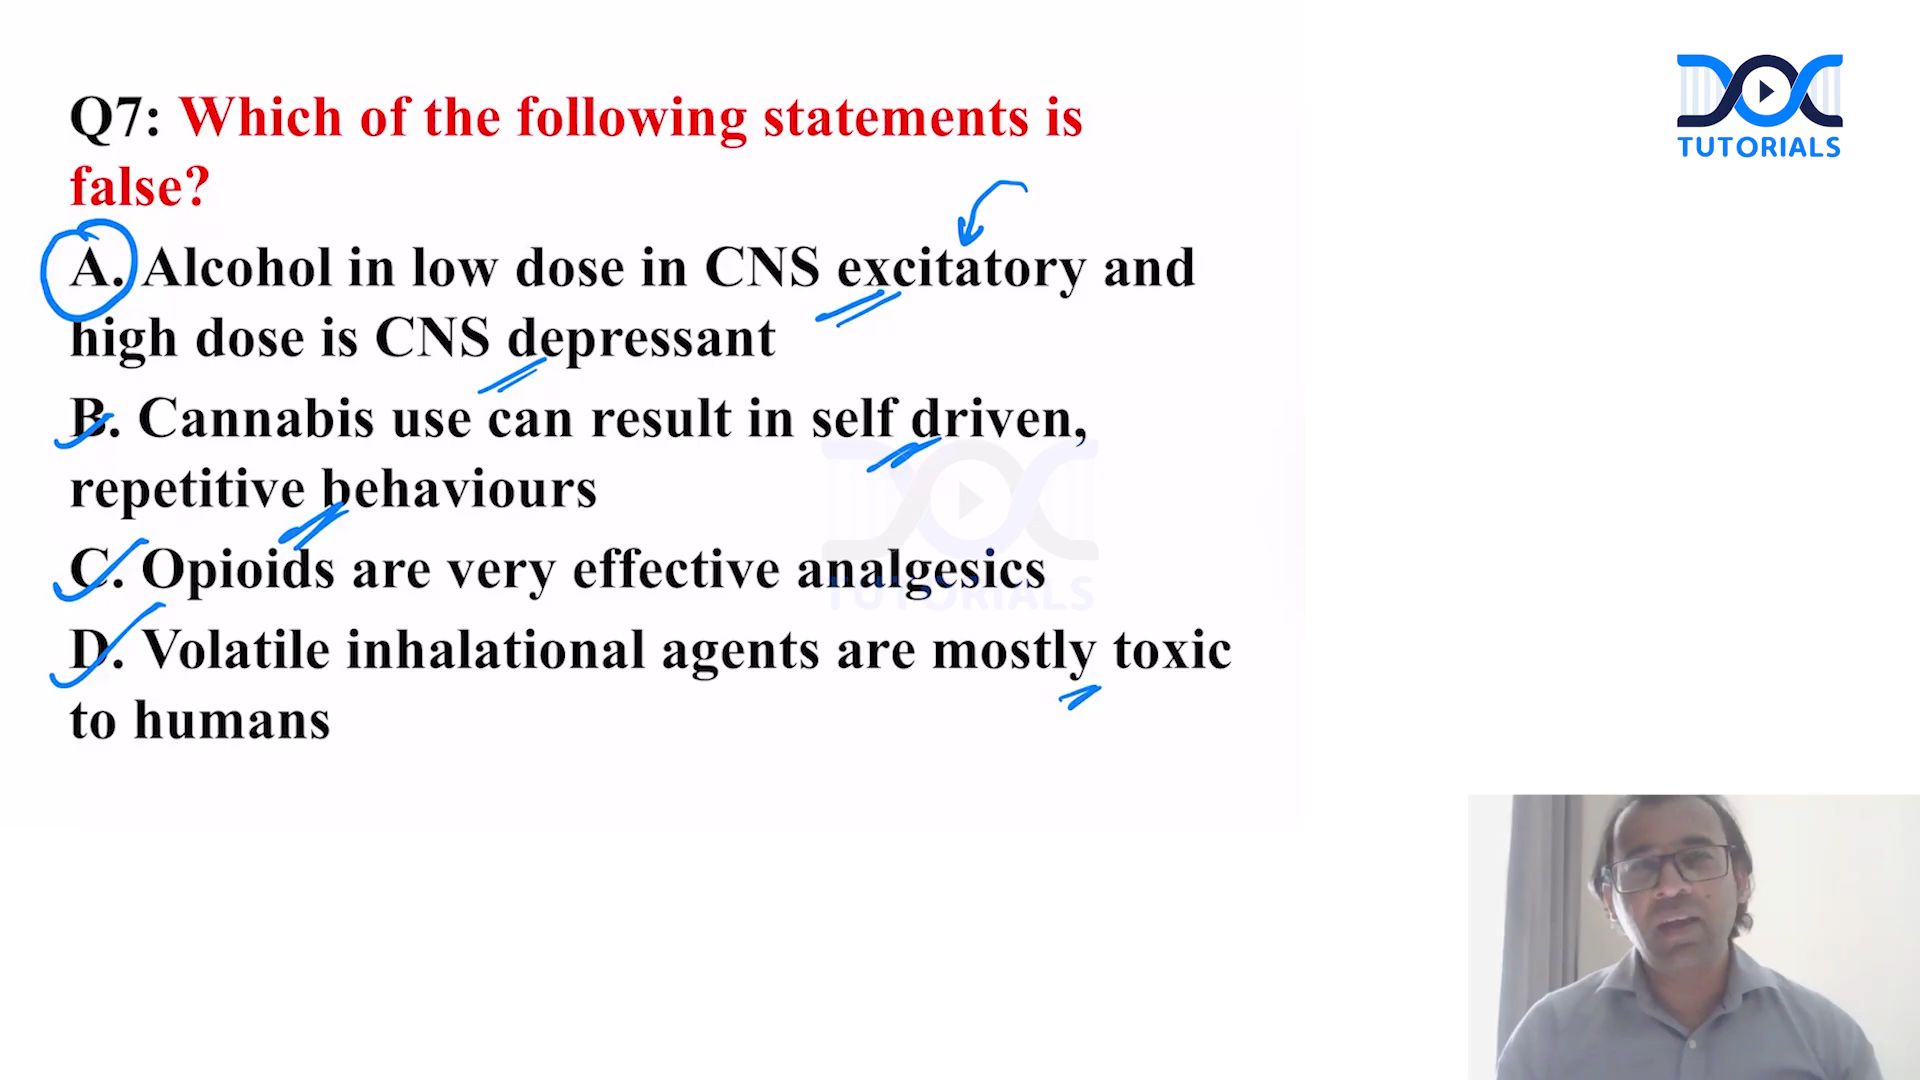 DOC
TUTORIALS
Q7: Which of the following statements is
false?
A. Alcohol in low dose in CNS excitatory and
high dose is CNS depressant
B. Cannabis use can result in self driven,
repetitive behaviours
C. Opioids are very effective analgesics
D. Volatile inhalational agents are mostly toxic
to humans
TUTORIALS